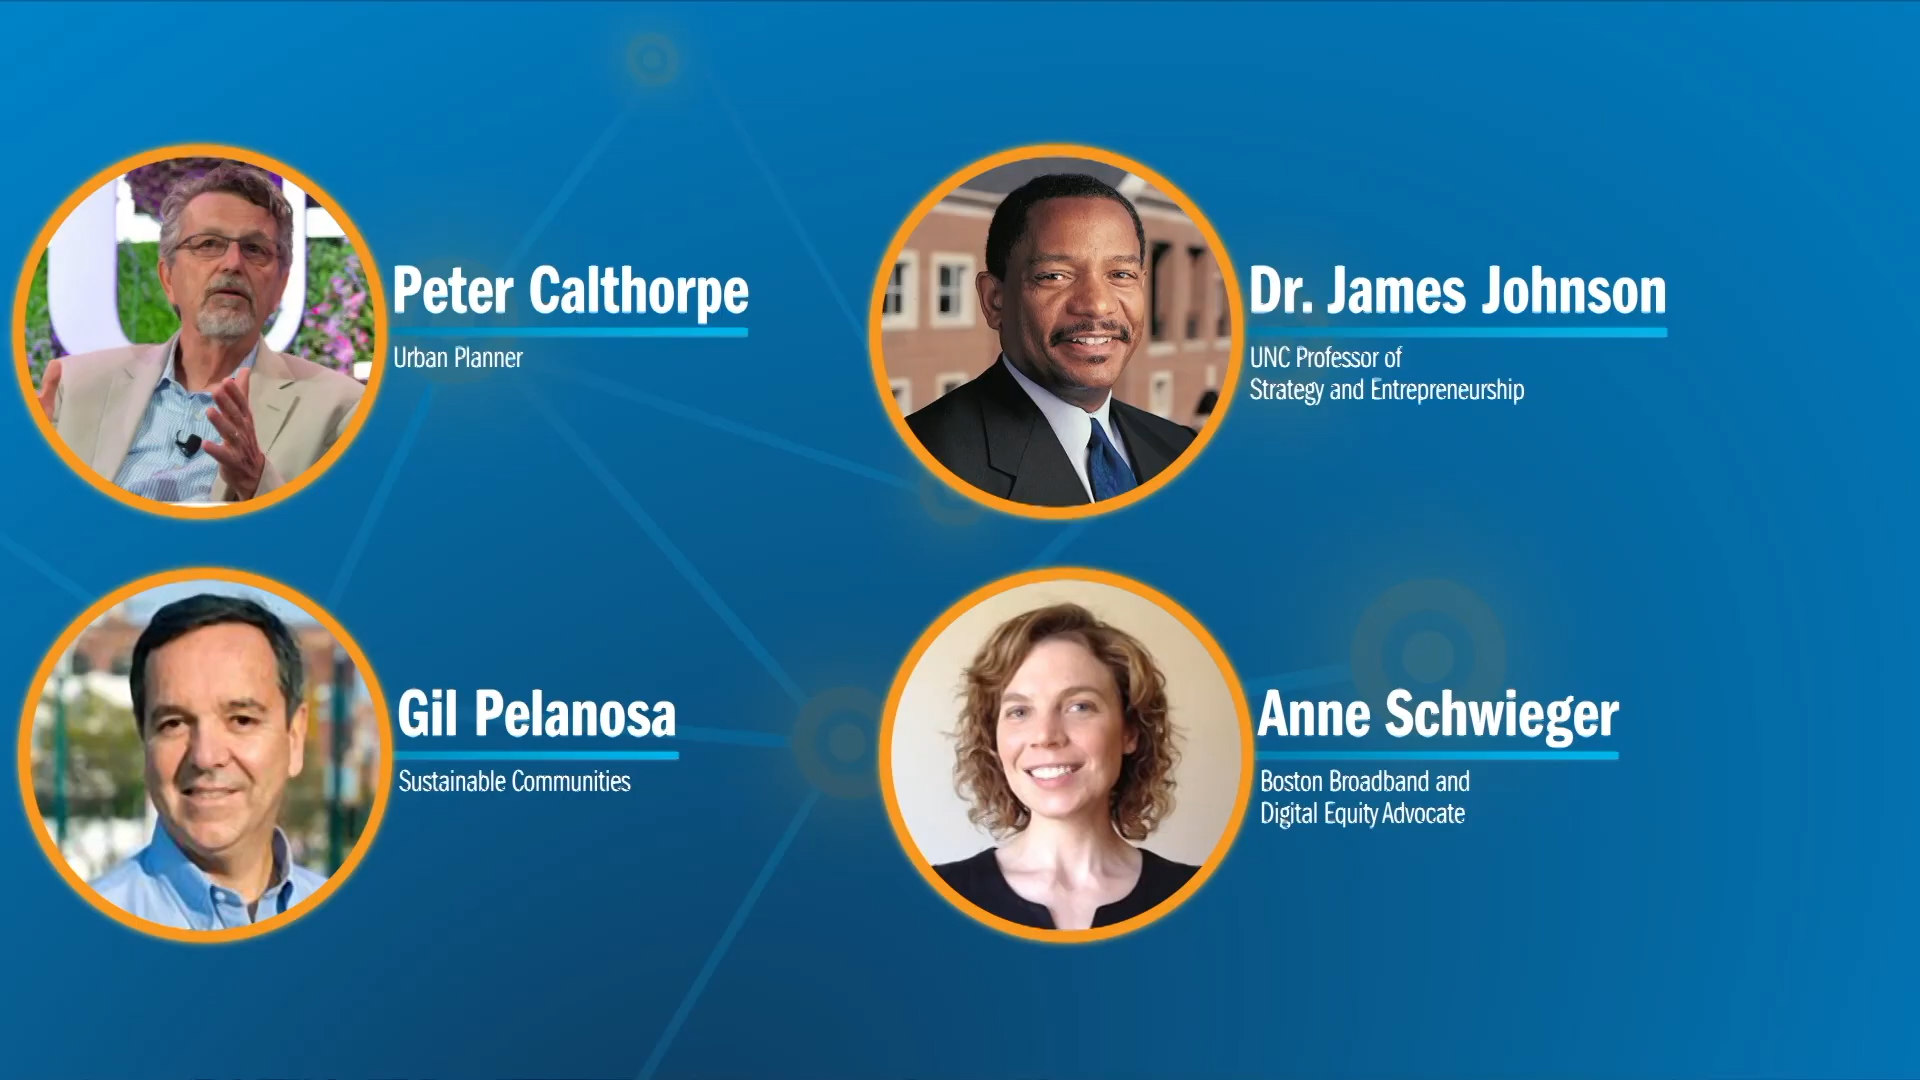 Peter Calthorpe
Urban Planner
Dr. James Johnson
UNC Professor of
Strategy and Entrepreneurship
Gil Pelanosa
Sustainable Communities
Anne Schwieger
Boston Broadband and
Digital Equity Advocate